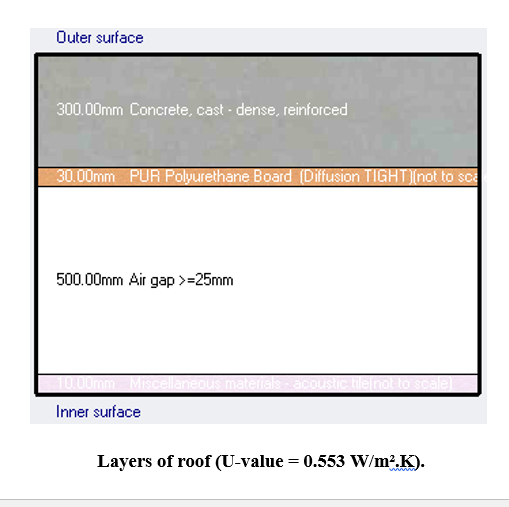 Outer surface
300.00mm Concrete, cast - dense, reinforced
30.00mm PUR Polyurethane Board (Diffusion TIGHT)(not to sca
500.00mm Air gap >=25mm
10.00mm Miscellaneous materials - acoustic tile(not to scale)
Inner surface
Layers of roof (U-value = 0.553 W/m².K).